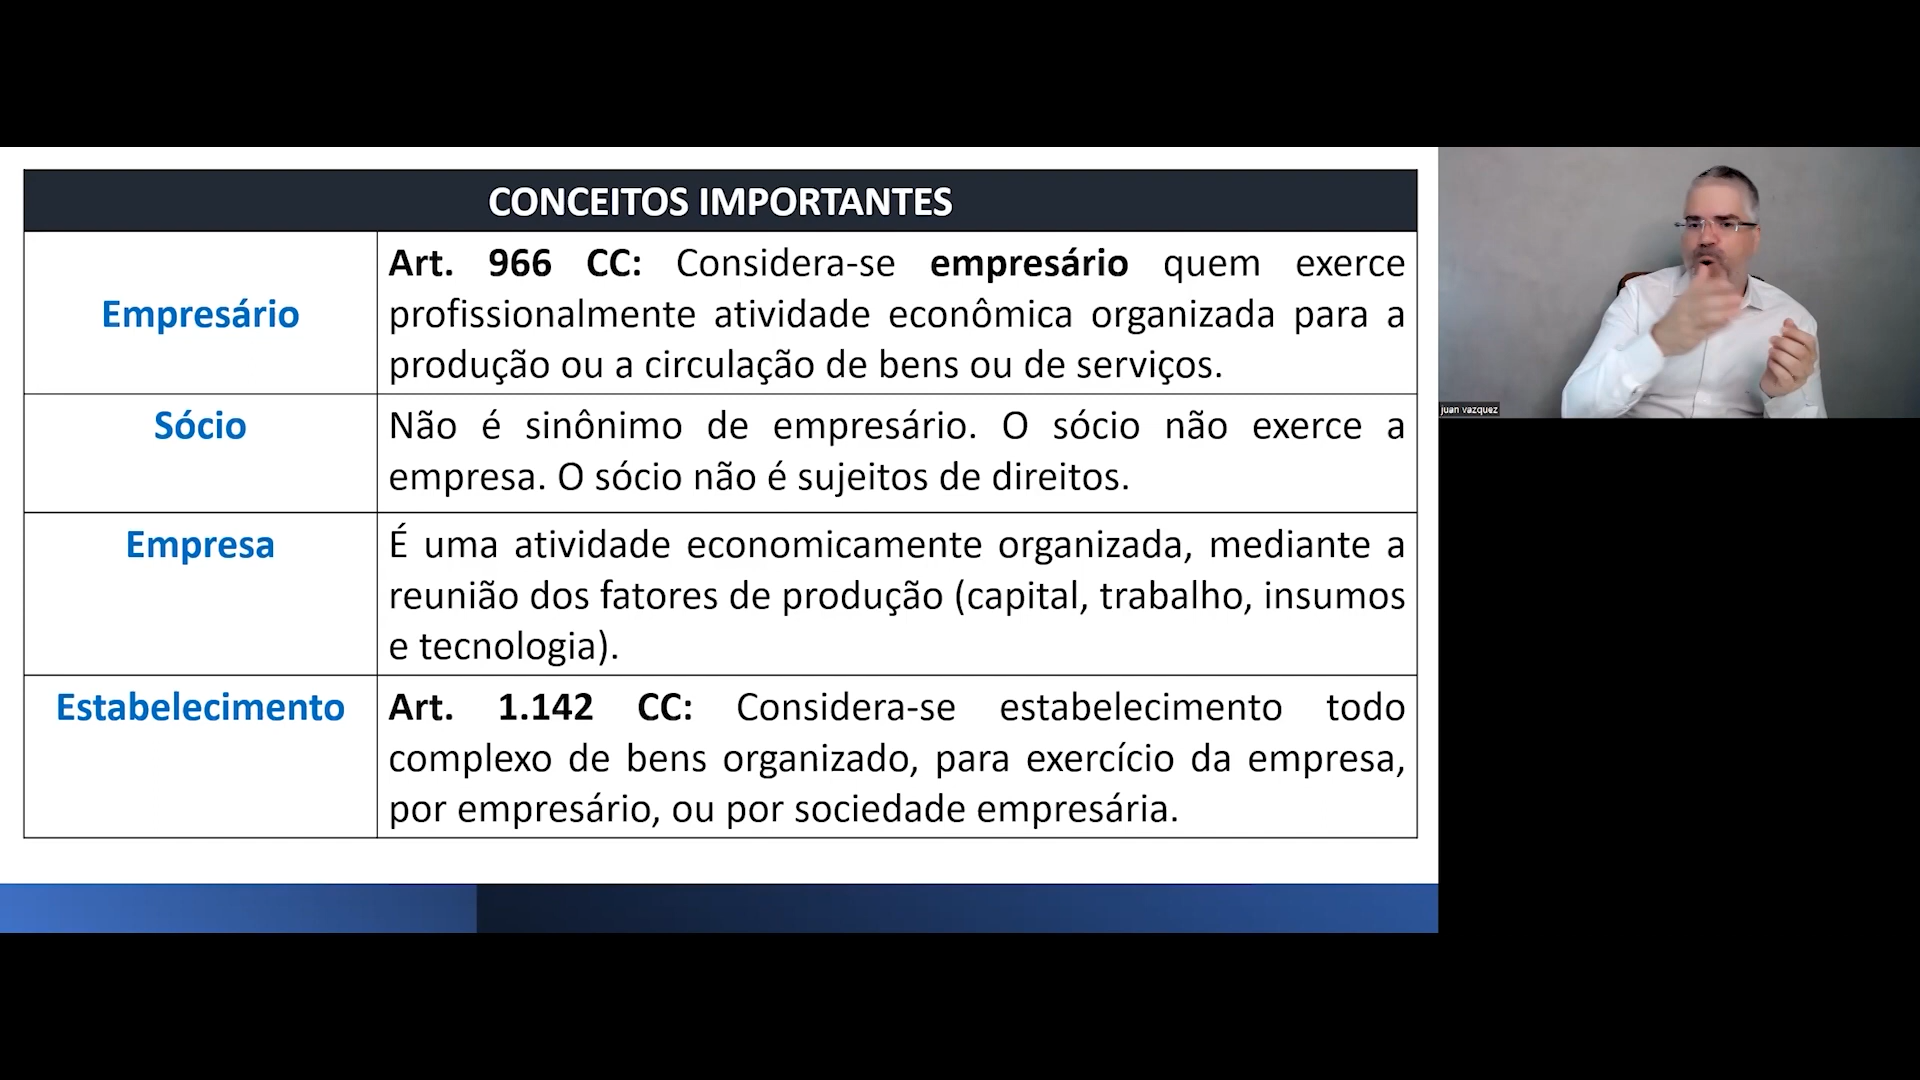 CONCEITOS IMPORTANTES
Empresário
Art. 966 CC: Considera-se empresário quem exerce
profissionalmente atividade econômica organizada para a
produção ou a circulação de bens ou de serviços.
Sócio
Não é sinônimo de empresário. O sócio não exerce a
empresa. O sócio não é sujeitos de direitos.
Empresa
É uma atividade economicamente organizada, mediante a
reunião dos fatores de produção (capital, trabalho, insumos
e tecnologia).
Estabelecimento
Art. 1.142 CC: Considera-se estabelecimento todo
complexo de bens organizado, para exercício da empresa,
por empresário, ou por sociedade empresária.
juan vazquez